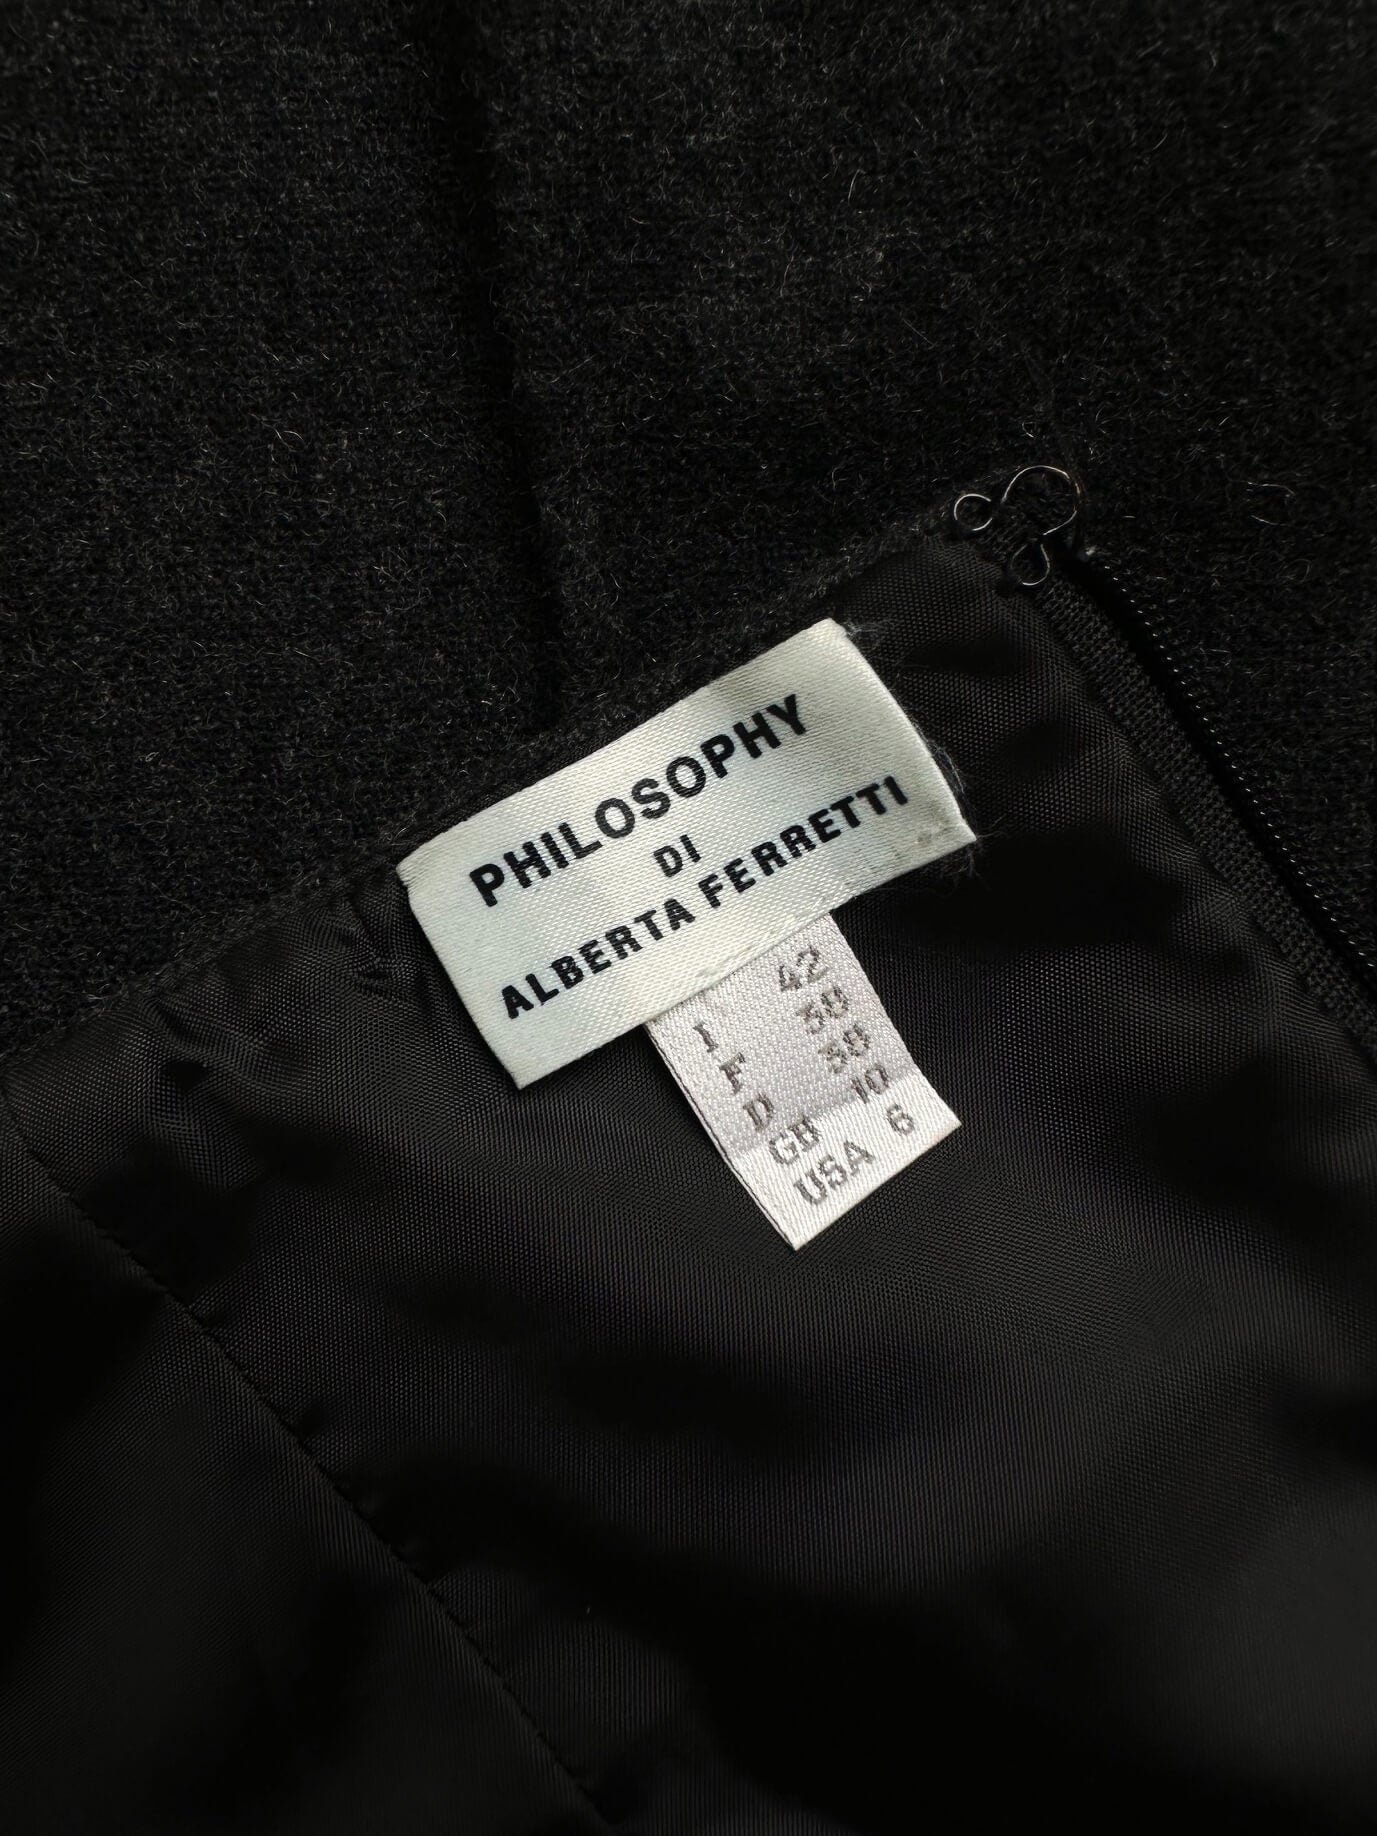 PHILOSOPHY
DI
ALBERTA FERRETTI
I 42
F 38
D 38
GB 10
USA 6